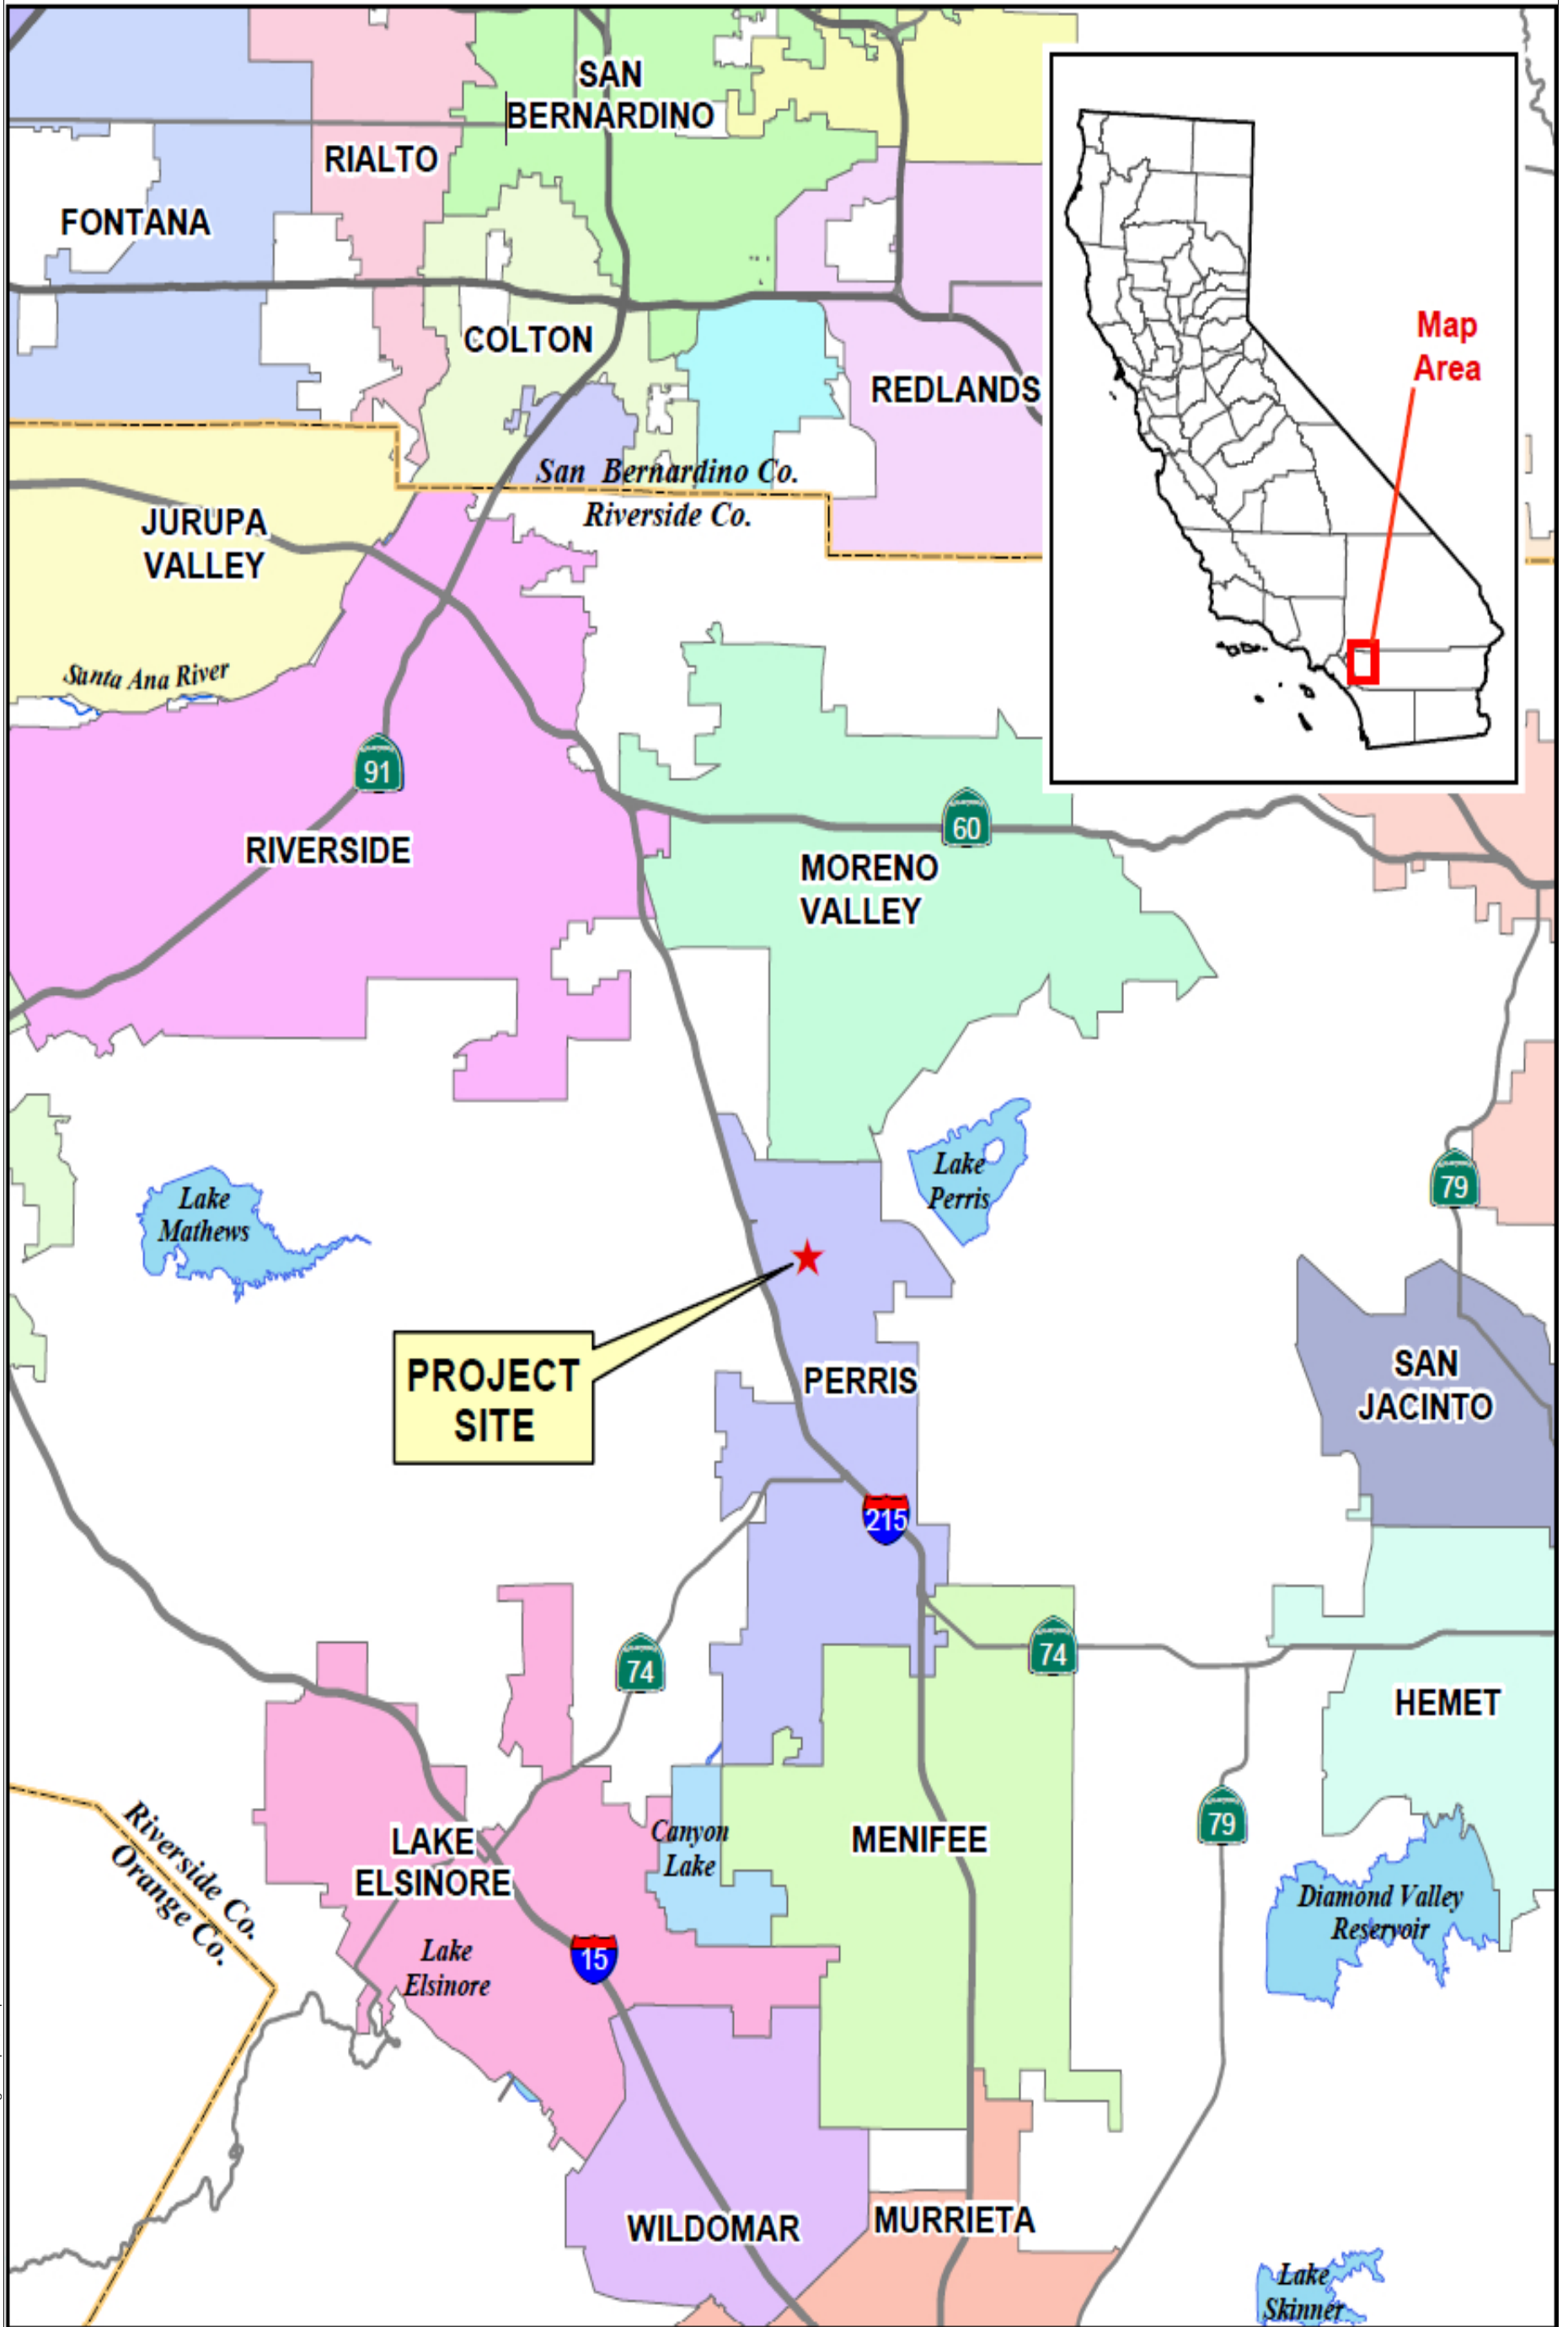 SAN
BERNARDINO
RIALTO
FONTANA
COLTON
REDLANDS
Map
Area
San Bernardino Co.
Riverside Co.
JURUPA
VALLEY
Santa Ana River
91
60
RIVERSIDE
MORENO
VALLEY
Lake
Perris
79
Lake
Mathews
PROJECT
SITE
PERRIS
SAN
JACINTO
215
74
74
HEMET
79
Riverside Co.
Orange Co.
LAKE
ELSINORE
Canyon
Lake
MENIFEE
Diamond Valley
Reservoir
Lake
Elsinore
15
WILDOMAR
MURRIETA
Lake
Skinner